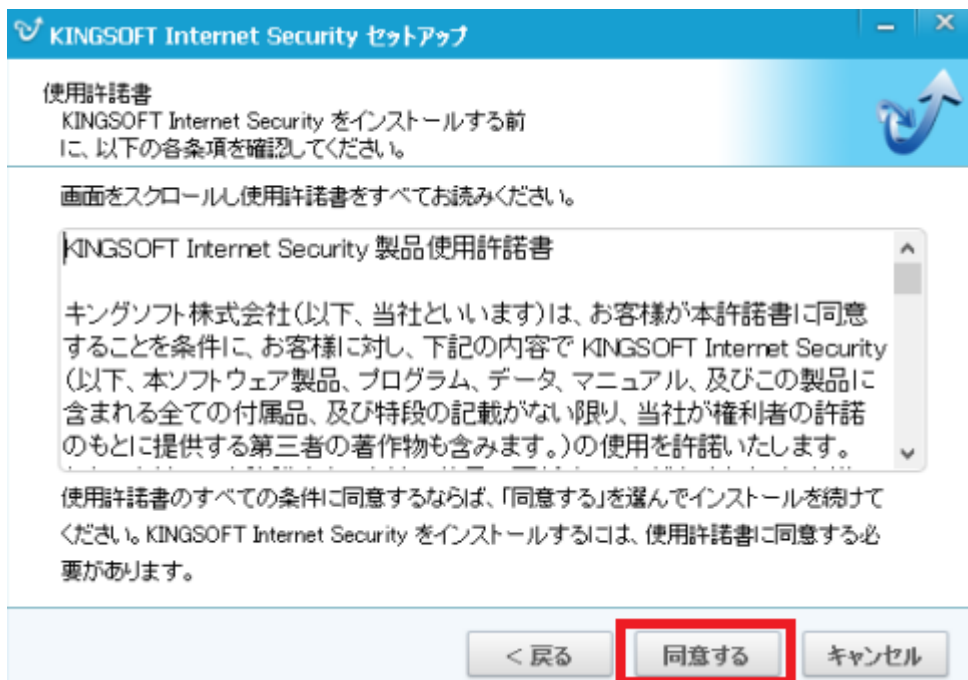 KINGSOFT Internet Security セットアップ
使用許諾書
KINGSOFT Internet Security をインストールする前
に、以下の各条項を確認してください。
画面をスクロールし使用許諾書をすべてお読みください。
KINGSOFT Internet Security 製品使用許諾書
キングソフト株式会社（以下、当社といいます）は、お客様が本許諾書に同意
することを条件に、お客様に対し、下記の内容で KINGSOFT Internet Security
（以下、本ソフトウェア製品、プログラム、データ、マニュアル、及びこの製品に
含まれる全ての付属品、及び特段の記載がない限り、当社が権利者の許諾
のもとに提供する第三者の著作物も含みます。）の使用を許諾いたします。
使用許諾書のすべての条件に同意するならば、「同意する」を選んでインストールを続けて
ください。KINGSOFT Internet Security をインストールするには、使用許諾書に同意する必
要があります。
< 戻る
同意する
キャンセル